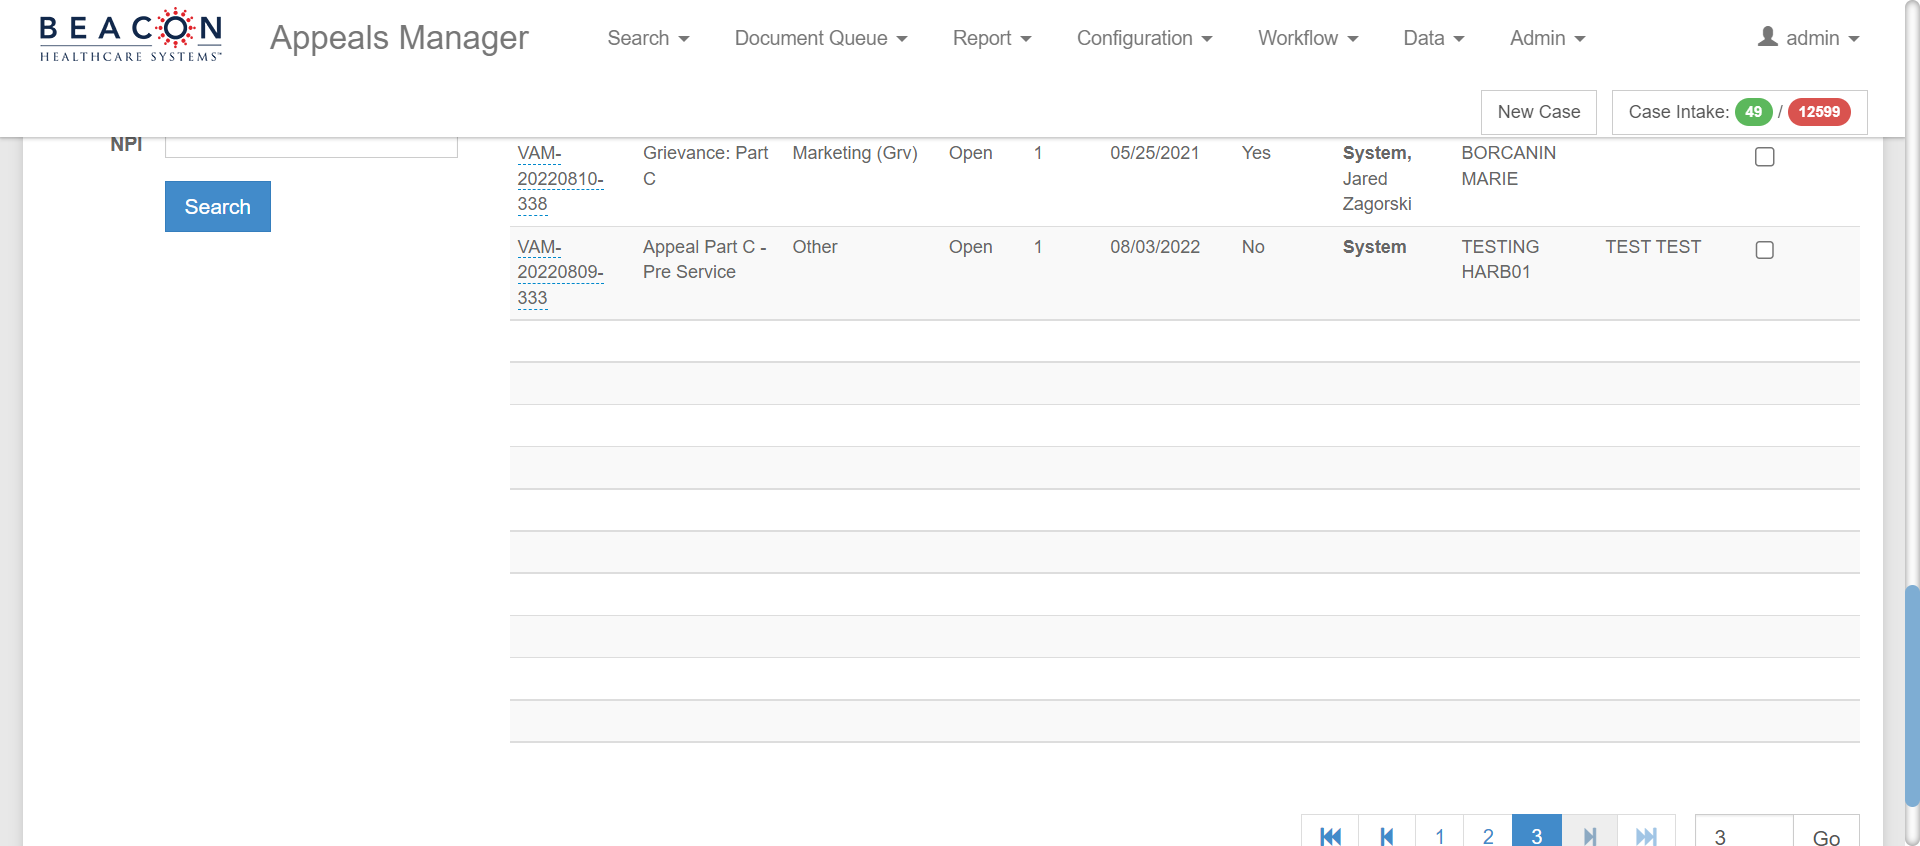 BEACON
HEALTHCARE SYSTEMS™
Appeals Manager
Search
Document Queue
Report
Configuration
Workflow
Data
Admin
admin
New Case
Case Intake: 49 / 12599
NPI
Search
VAM-
20220810-
338
Grievance: Part
C
Marketing (Grv)
Open
1
05/25/2021
Yes
System,
Jared
Zagorski
BORCANIN
MARIE
VAM-
20220809-
333
Appeal Part C -
Pre Service
Other
Open
1
08/03/2022
No
System
TESTING
HARB01
TEST TEST
1
2
3
3
Go